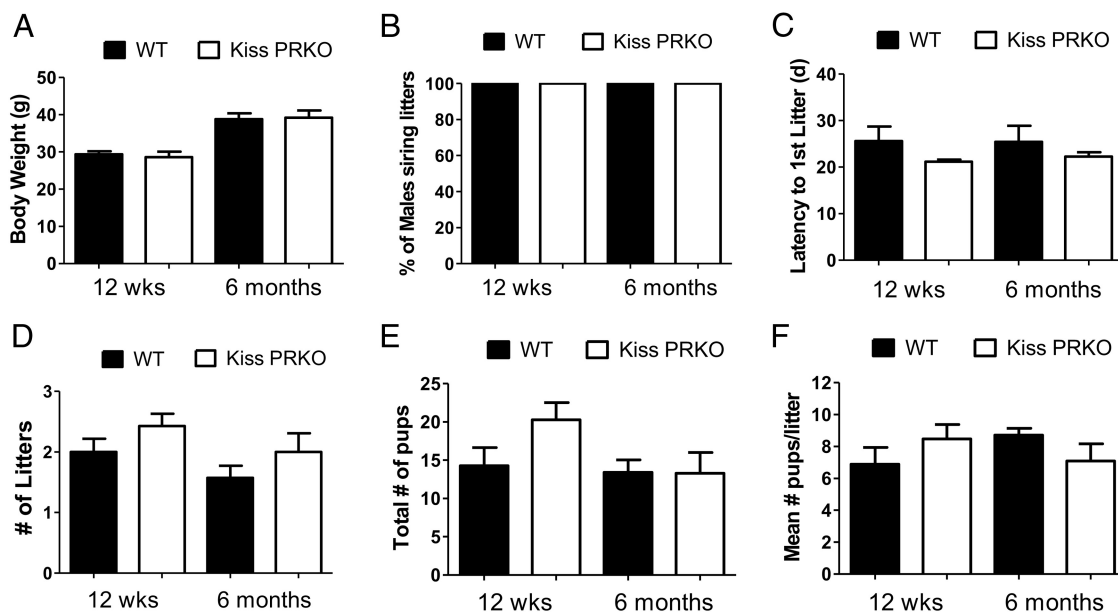 A
WT Kiss PRKO
Body Weight (g)
50
40
30
20
10
0
12 wks 6 months
B
WT Kiss PRKO
% of Males siring litters
100
80
60
40
20
0
12 wks 6 months
C
WT Kiss PRKO
Latency to 1st Litter (d)
40
30
20
10
0
12 wks 6 months
D
WT Kiss PRKO
# of Litters
3
2
1
0
12 wks 6 months
E
WT Kiss PRKO
Total # of pups
25
20
15
10
5
0
12 wks 6 months
F
WT Kiss PRKO
Mean # pups/litter
12
10
8
6
4
2
0
12 wks 6 months